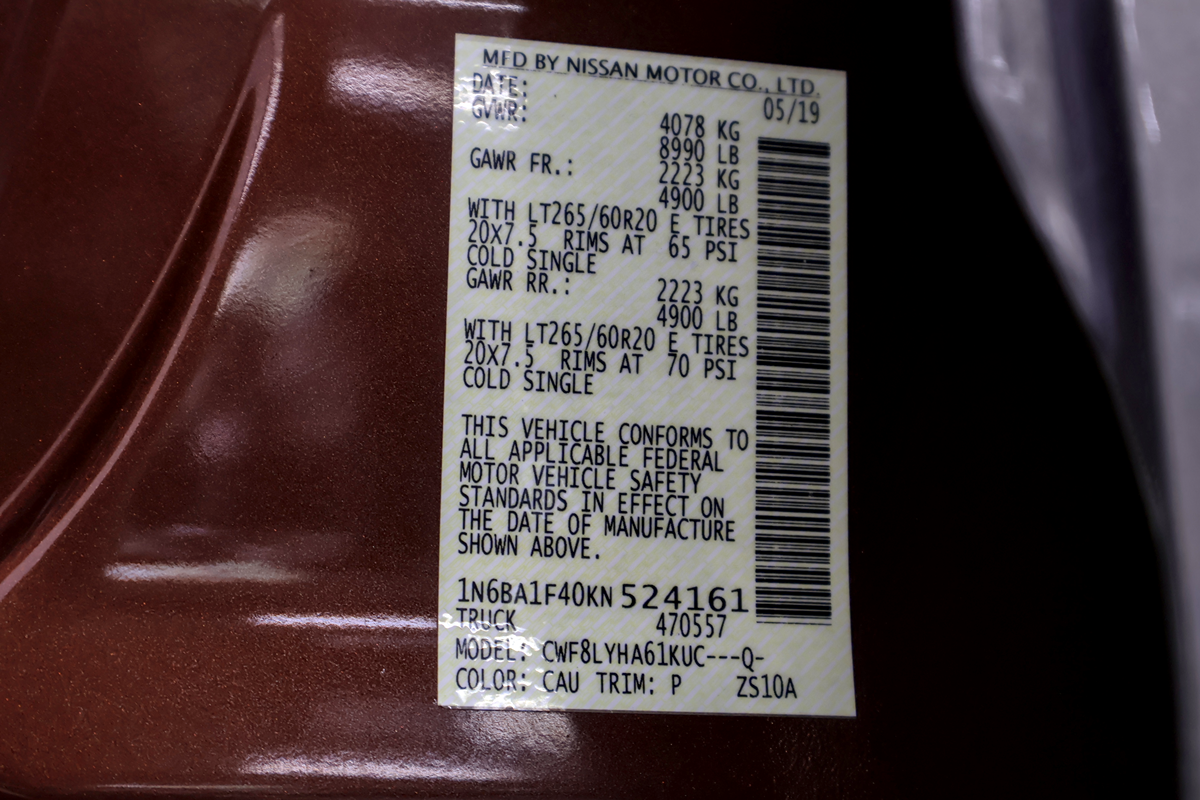 MFD BY NISSAN MOTOR CO., LTD.
DATE: 05/19
GVWR: 4078 KG
8990 LB
GAWR FR.: 2223 KG
4900 LB
WITH LT265/60R20 E TIRES
20X7.5 RIMS AT 65 PSI
COLD SINGLE
GAWR RR.: 2223 KG
4900 LB
WITH LT265/60R20 E TIRES
20X7.5 RIMS AT 70 PSI
COLD SINGLE
THIS VEHICLE CONFORMS TO
ALL APPLICABLE FEDERAL
MOTOR VEHICLE SAFETY
STANDARDS IN EFFECT ON
THE DATE OF MANUFACTURE
SHOWN ABOVE.
1N6BA1F40KN524161
TRUCK 470557
MODEL: CWF8LYHA61KUC---Q-
COLOR: CAU TRIM: P ZS10A